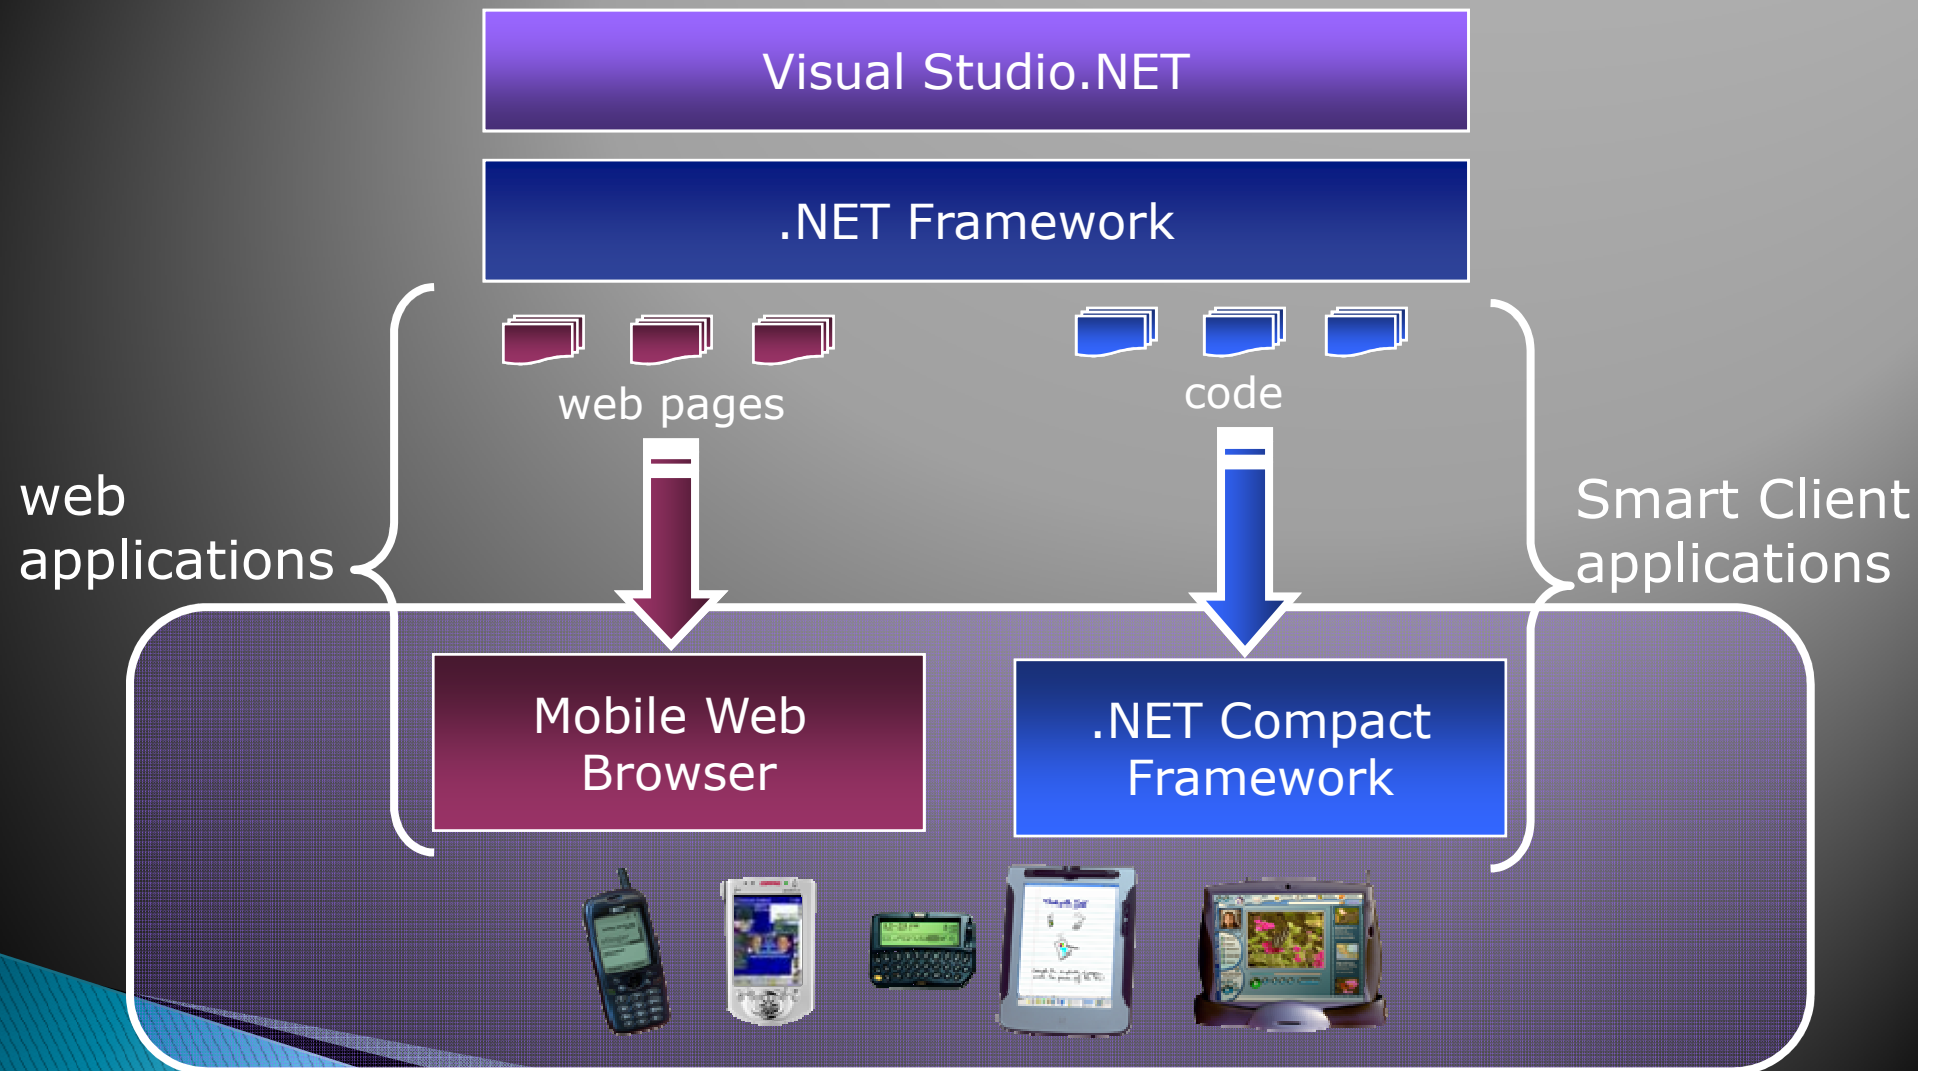 Visual Studio.NET
.NET Framework
web pages
code
web
applications
Smart Client
applications
Mobile Web
Browser
.NET Compact
Framework